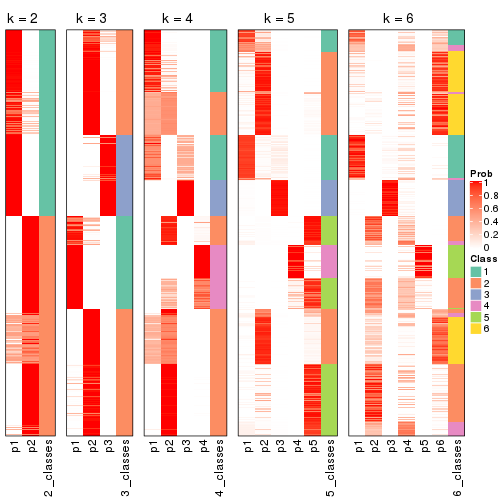 k = 2
k = 3
k = 4
k = 5
k = 6
Prob
1
0.8
0.6
0.4
0.2
0
Class
1
2
3
4
5
6
p1
p2
2_classes
p1
p2
p3
3_classes
p1
p2
p3
p4
4_classes
p1
p2
p3
p4
p5
5_classes
p1
p2
p3
p4
p5
p6
6_classes